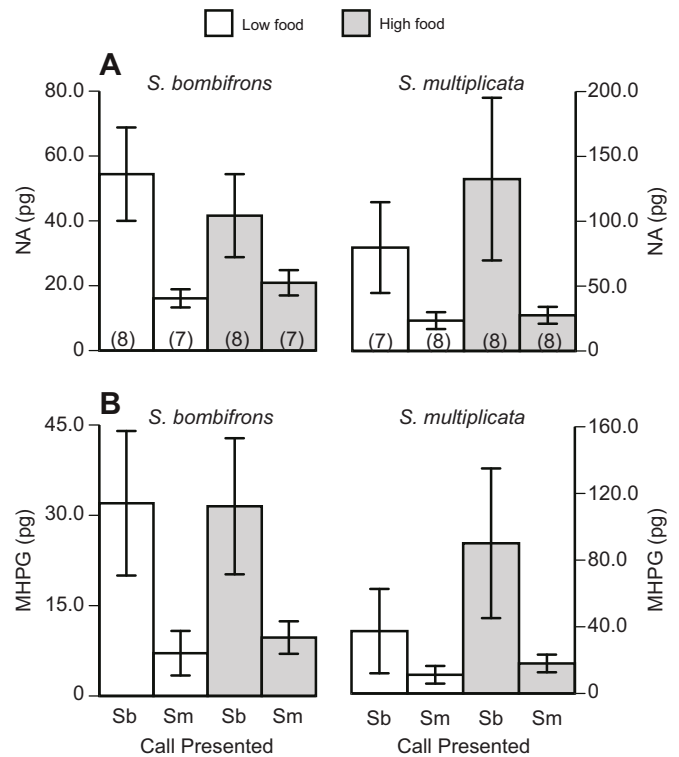 Low food High food
A
S. bombifrons S. multiplicata
80.0 200.0
60.0 150.0
40.0 100.0
20.0 50.0
0 0
NA (pg) NA (pg)
(8) (7) (8) (7) (7) (8) (8) (8)
B
S. bombifrons S. multiplicata
45.0 160.0
30.0 120.0
15.0 80.0
0 40.0
0
MHPG (pg) MHPG (pg)
Sb Sm Sb Sm Sb Sm Sb Sm
Call Presented Call Presented